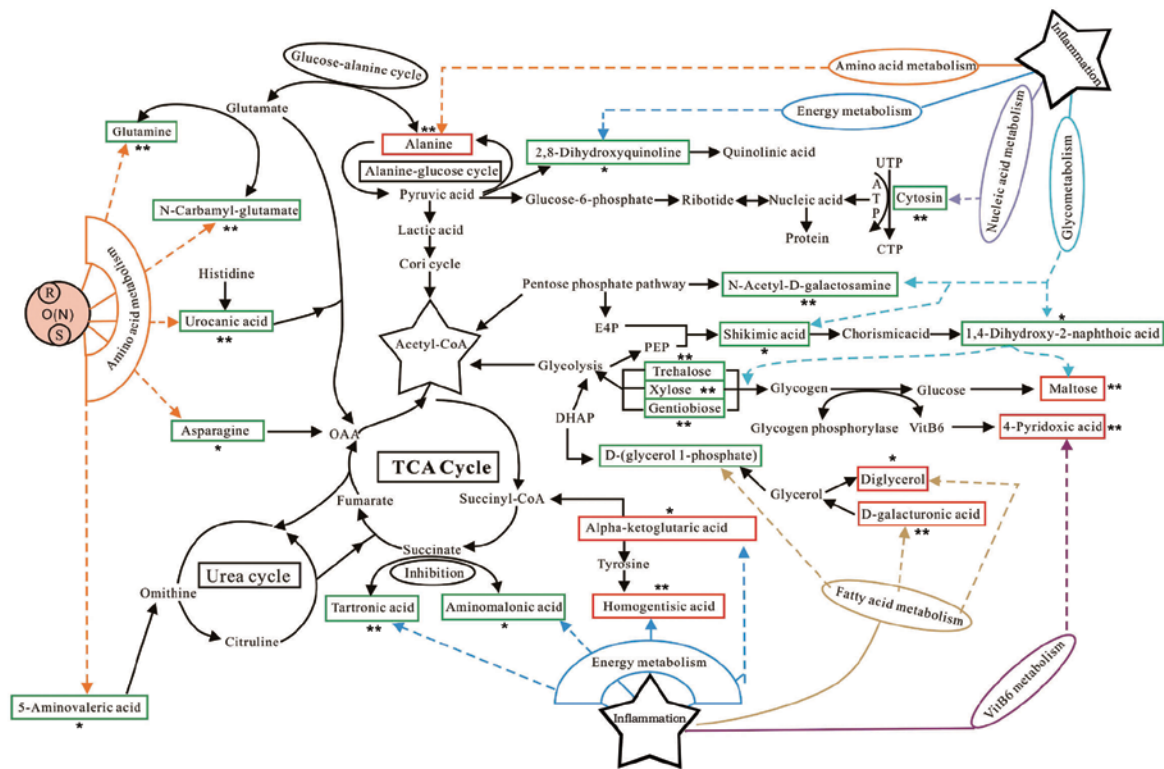 Inflammation
Glucose-alanine cycle
Amino acid metabolism
Energy metabolism
Nucleic acid metabolism
Glycometabolism
Glutamate
Glutamine
**
**
Alanine
Alanine-glucose cycle
2,8-Dihydroxyquinoline
*
Quinolinic acid
UTP
ATP
Cytosin
**
CTP
Pyruvic acid
Glucose-6-phosphate
Ribotide
Nucleic acid
Protein
N-Carbamyl-glutamate
**
Lactic acid
Cori cycle
Amino acid metabolism
R
O(N)
S
Histidine
Urocanic acid
**
Pentose phosphate pathway
N-Acetyl-D-galactosamine
**
E4P
Acetyl-CoA
Glycolysis
PEP
Shikimic acid
*
Chorismicacid
*
1,4-Dihydroxy-2-naphthoic acid
**
Trehalose
Xylose **
Gentiobiose
**
Glycogen
Glucose
Maltose **
DHAP
Glycogen phosphorylase
VitB6
4-Pyridoxic acid **
Asparagine
*
OAA
D-(glycerol 1-phosphate)
TCA Cycle
Glycerol
*
Diglycerol
D-galacturonic acid
**
Fumarate
Succinyl-CoA
*
Alpha-ketoglutaric acid
Succinate
Inhibition
Tyrosine
Urea cycle
Omithine
Citruline
Tartronic acid
**
Aminomalonic acid
*
**
Homogentisic acid
Fatty acid metabolism
Energy metabolism
VitB6 metabolism
5-Aminovaleric acid
*
Inflammation